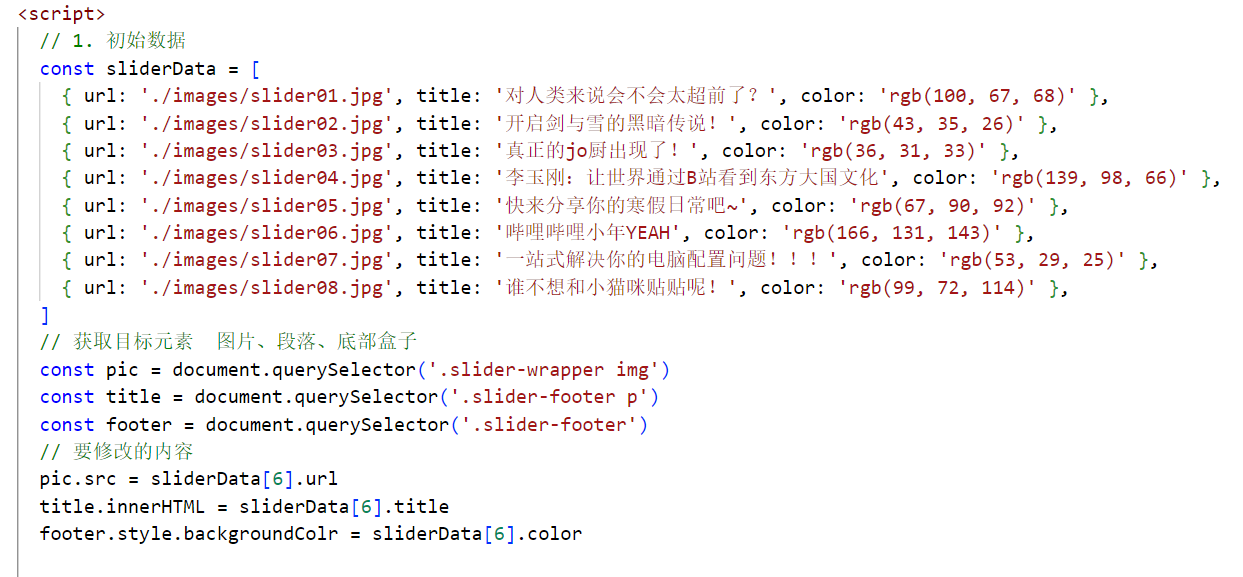 <script>
// 1. 初始数据
const sliderData = [
{ url: './images/slider01.jpg', title: '对人类来说会不会太超前了？', color: 'rgb(100, 67, 68)' },
{ url: './images/slider02.jpg', title: '开启剑与雪的黑暗传说！', color: 'rgb(43, 35, 26)' },
{ url: './images/slider03.jpg', title: '真正的jo厨出现了！', color: 'rgb(36, 31, 33)' },
{ url: './images/slider04.jpg', title: '李玉刚：让世界通过B站看到东方大国文化', color: 'rgb(139, 98, 66)' },
{ url: './images/slider05.jpg', title: '快来分享你的寒假日常吧~', color: 'rgb(67, 90, 92)' },
{ url: './images/slider06.jpg', title: '哔哩哔哩小年YEAH', color: 'rgb(166, 131, 143)' },
{ url: './images/slider07.jpg', title: '一站式解决你的电脑配置问题！！！', color: 'rgb(53, 29, 25)' },
{ url: './images/slider08.jpg', title: '谁不想和小猫咪贴贴呢！', color: 'rgb(99, 72, 114)' },
]
// 获取目标元素  图片、段落、底部盒子
const pic = document.querySelector('.slider-wrapper img')
const title = document.querySelector('.slider-footer p')
const footer = document.querySelector('.slider-footer')
// 要修改的内容
pic.src = sliderData[6].url
title.innerHTML = sliderData[6].title
footer.style.backgroundColr = sliderData[6].color